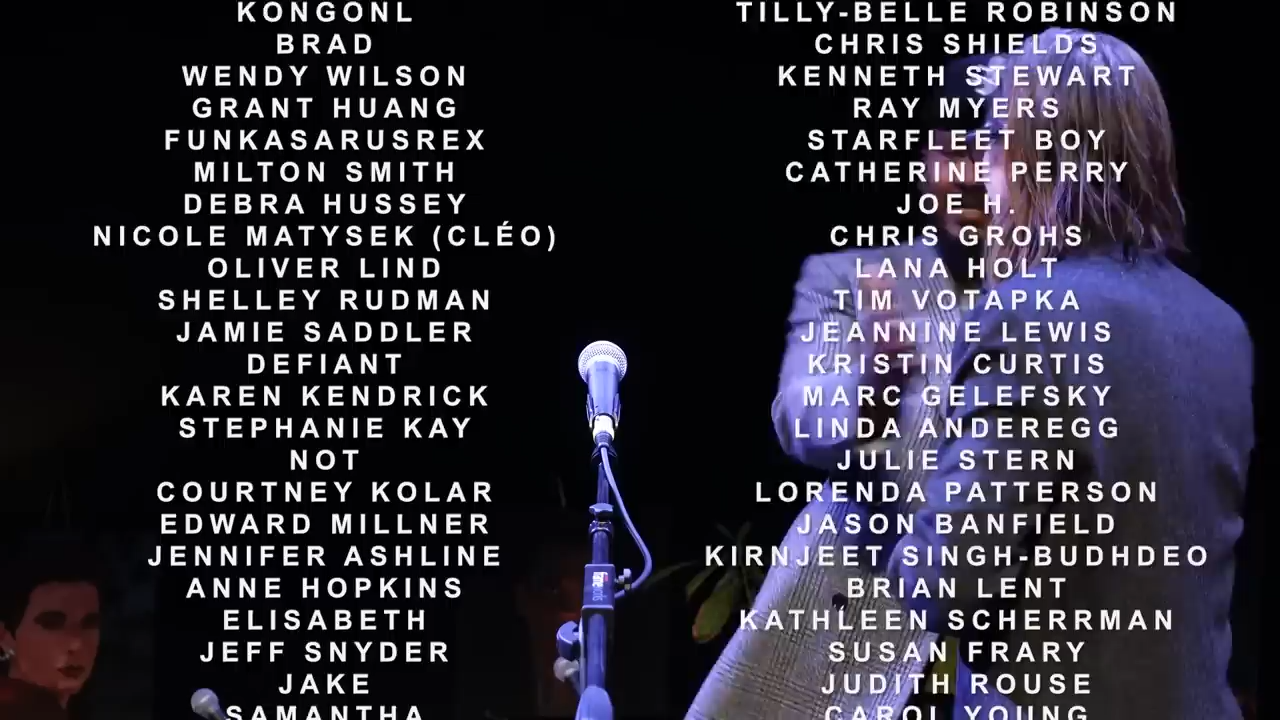 KONGONL
BRAD
WENDY WILSON
GRANT HUANG
FUNKASARUSREX
MILTON SMITH
DEBRA HUSSEY
NICOLE MATYSEK (CLÉO)
OLIVER LIND
SHELLEY RUDMAN
JAMIE SADDLER
DEFIANT
KAREN KENDRICK
STEPHANIE KAY
NOT
COURTNEY KOLAR
EDWARD MILLNER
JENNIFER ASHLINE
ANNE HOPKINS
ELISABETH
JEFF SNYDER
JAKE
SAMANTHA
TILLY-BELLE ROBINSON
CHRIS SHIELDS
KENNETH STEWART
RAY MYERS
STARFLEET BOY
CATHERINE PERRY
JOE H.
CHRIS GROHS
LANA HOLT
TIM VOTAPKA
JEANNINE LEWIS
KRISTIN CURTIS
MARC GELEFSKY
LINDA ANDEREGG
JULIE STERN
LORENDA PATTERSON
JASON BANFIELD
KIRNJEET SINGH-BUDHDEO
BRIAN LENT
KATHLEEN SCHERRMAN
SUSAN FRARY
JUDITH ROUSE
CAROL YOUNG